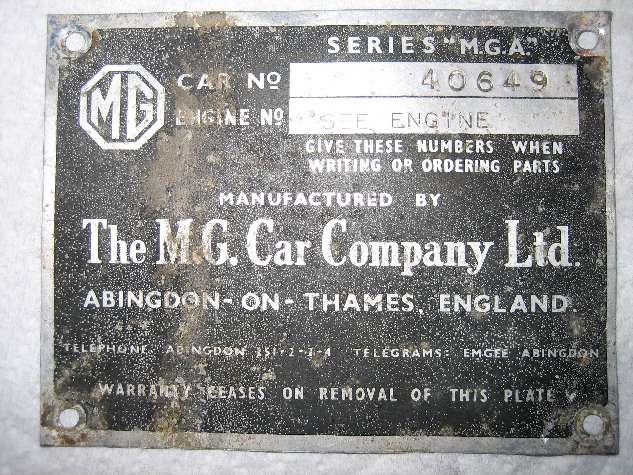 SERIES "M.G.A."
MG
CAR No 40649
ENGINE No SEE ENGINE
GIVE THESE NUMBERS WHEN
WRITING OR ORDERING PARTS
MANUFACTURED BY
The M.G. Car Company Ltd.
ABINGDON-ON-THAMES, ENGLAND.
TELEPHONE: ABINGDON 251-2-3-4 TELEGRAMS: EMGEE ABINGDON
WARRANTY CEASES ON REMOVAL OF THIS PLATE